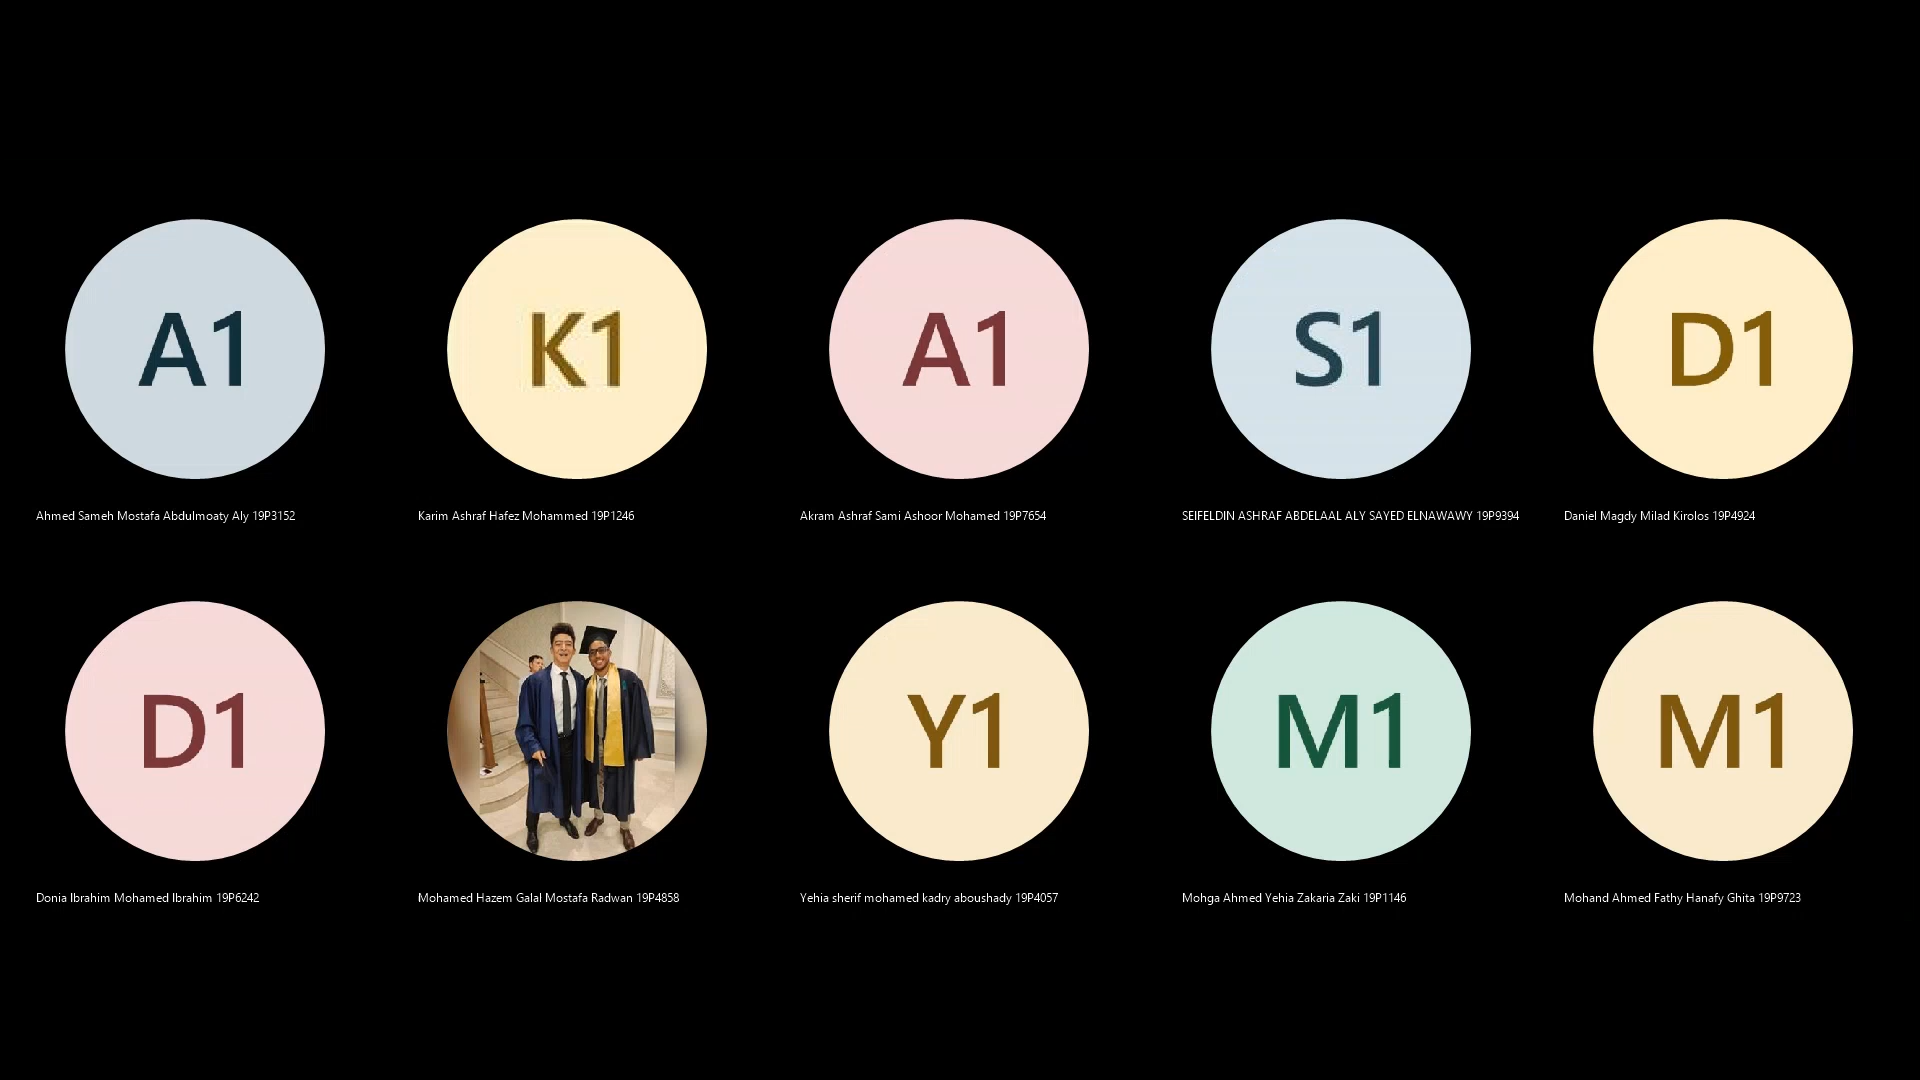 A1
K1
A1
S1
D1
Ahmed Sameh Mostafa Abdulmoaty Aly 19P3152
Karim Ashraf Hafez Mohammed 19P1246
Akram Ashraf Sami Ashoor Mohamed 19P7654
SEIFELDIN ASHRAF ABDELAAL ALY SAYED ELNAWAWY 19P9394
Daniel Magdy Milad Kirolos 19P4924
D1
Y1
M1
M1
Donia Ibrahim Mohamed Ibrahim 19P6242
Mohamed Hazem Galal Mostafa Radwan 19P4858
Yehia sherif mohamed kadry aboushady 19P4057
Mohga Ahmed Yehia Zakaria Zaki 19P1146
Mohand Ahmed Fathy Hanafy Ghita 19P9723